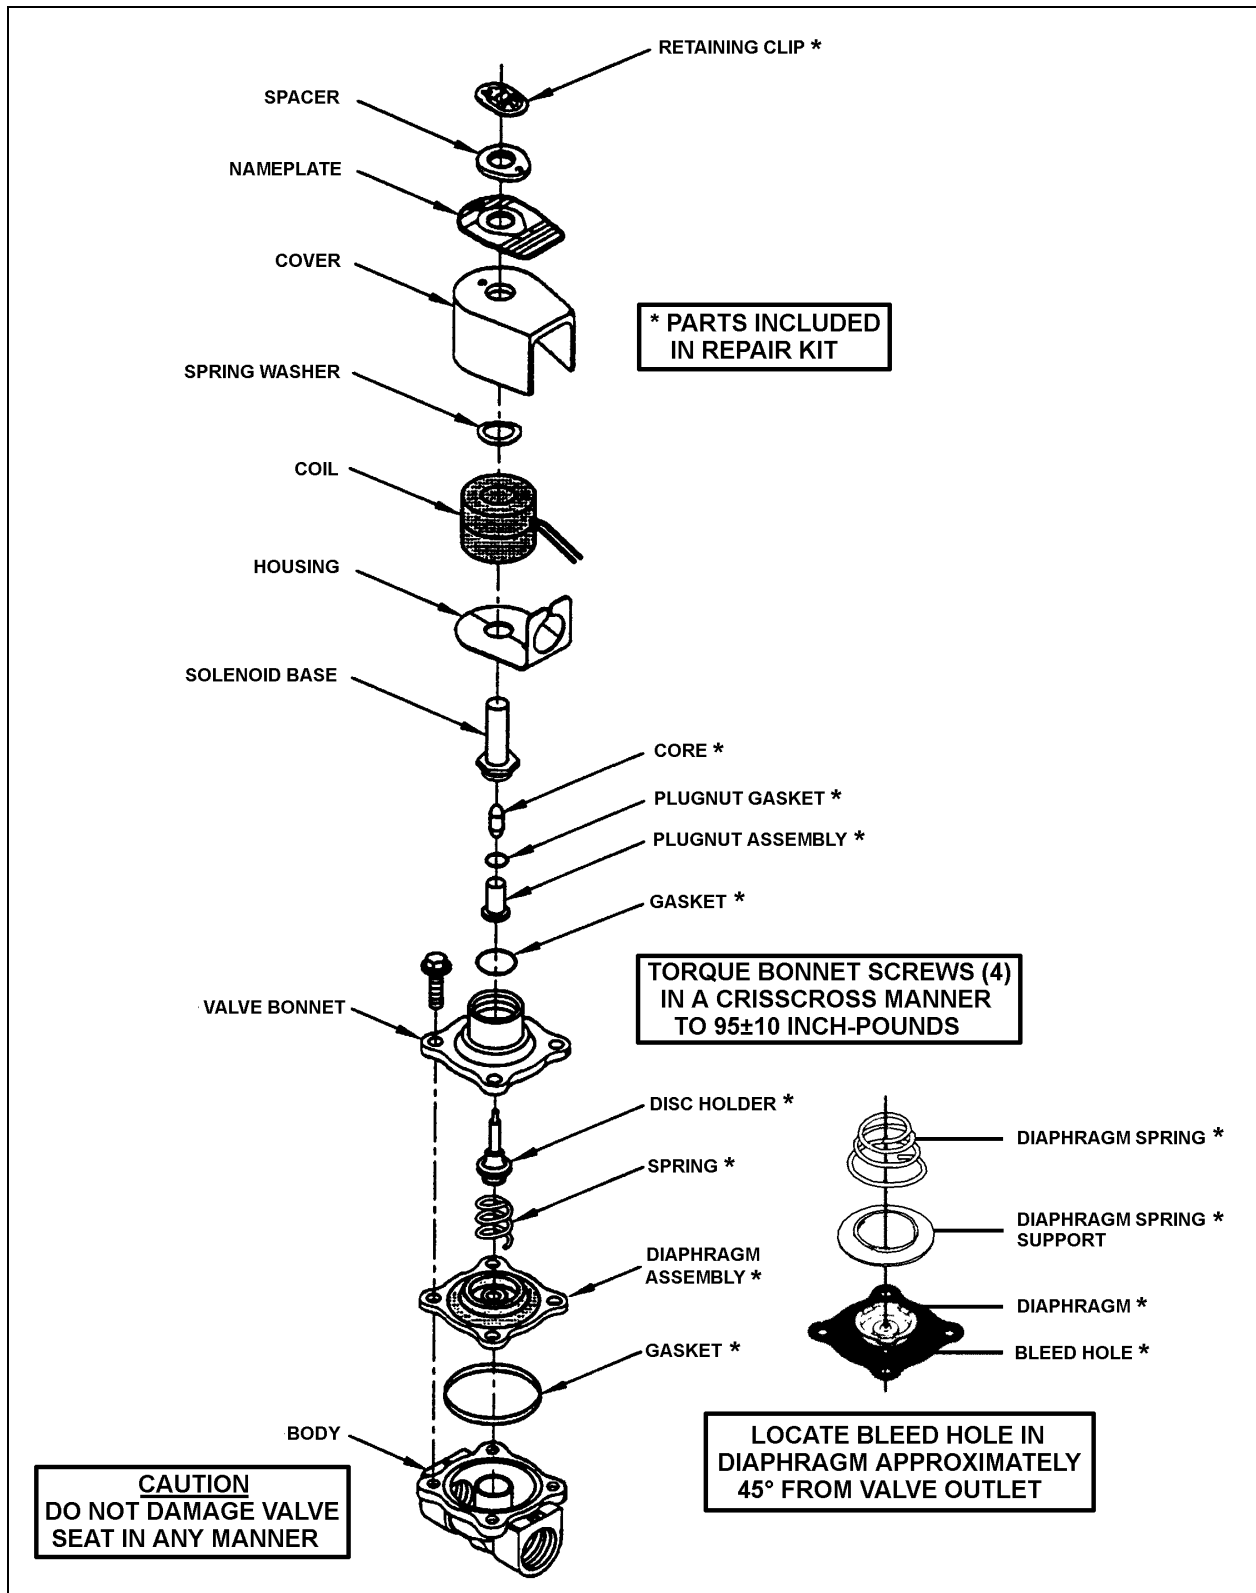 RETAINING CLIP *
SPACER
NAMEPLATE
COVER
* PARTS INCLUDED
IN REPAIR KIT
SPRING WASHER
COIL
HOUSING
SOLENOID BASE
CORE *
PLUGNUT GASKET *
PLUGNUT ASSEMBLY *
GASKET *
TORQUE BONNET SCREWS (4)
IN A CRISSCROSS MANNER
TO 95±10 INCH-POUNDS
VALVE BONNET
DISC HOLDER *
SPRING *
DIAPHRAGM
ASSEMBLY *
GASKET *
DIAPHRAGM SPRING *
DIAPHRAGM SPRING *
SUPPORT
DIAPHRAGM *
BLEED HOLE *
LOCATE BLEED HOLE IN
DIAPHRAGM APPROXIMATELY
45° FROM VALVE OUTLET
BODY
CAUTION
DO NOT DAMAGE VALVE
SEAT IN ANY MANNER